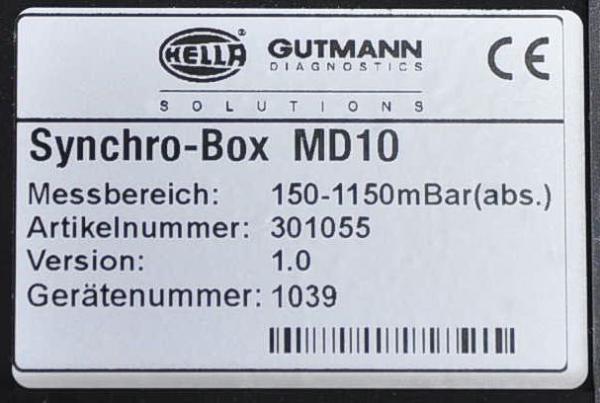 HELLA® GUTMANN CE
DIAGNOSTICS
SOLUTIONS
Synchro-Box MD10
Messbereich: 150-1150mBar(abs.)
Artikelnummer: 301055
Version: 1.0
Gerätenummer: 1039